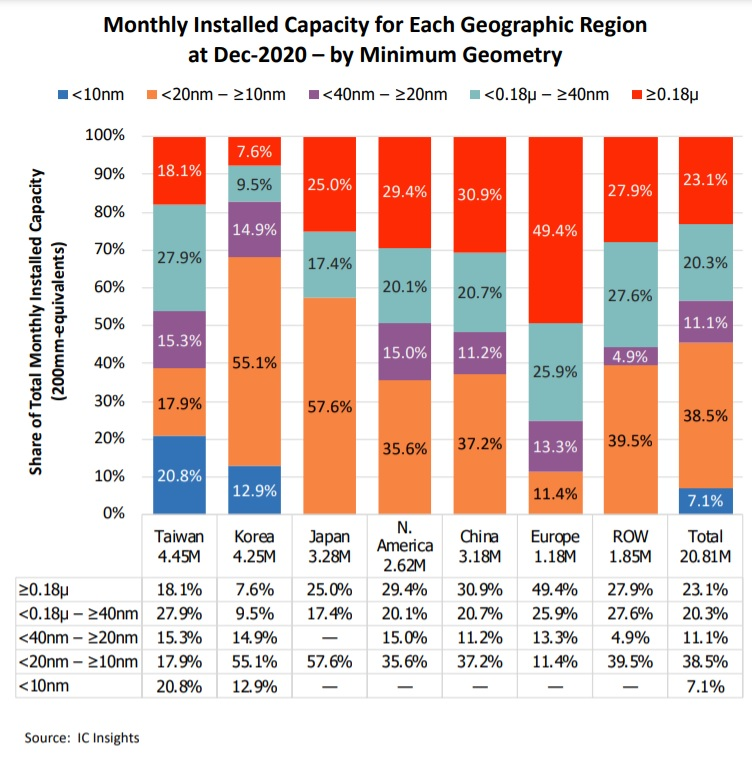 Monthly Installed Capacity for Each Geographic Region
at Dec-2020 – by Minimum Geometry
<10nm <20nm – ≥10nm <40nm – ≥20nm <0.18µ – ≥40nm ≥0.18µ
Share of Total Monthly Installed Capacity
(200mm-equivalents)
100%
90%
80%
70%
60%
50%
40%
30%
20%
10%
0%
18.1%
27.9%
15.3%
17.9%
20.8%
7.6%
9.5%
14.9%
55.1%
12.9%
25.0%
17.4%
57.6%
29.4%
20.1%
15.0%
35.6%
30.9%
20.7%
11.2%
37.2%
49.4%
25.9%
13.3%
11.4%
27.9%
27.6%
4.9%
39.5%
23.1%
20.3%
11.1%
38.5%
7.1%
Taiwan
4.45M
Korea
4.25M
Japan
3.28M
N.
America
2.62M
China
3.18M
Europe
1.18M
ROW
1.85M
Total
20.81M
≥0.18µ 18.1% 7.6% 25.0% 29.4% 30.9% 49.4% 27.9% 23.1%
<0.18µ – ≥40nm 27.9% 9.5% 17.4% 20.1% 20.7% 25.9% 27.6% 20.3%
<40nm – ≥20nm 15.3% 14.9% — 15.0% 11.2% 13.3% 4.9% 11.1%
<20nm – ≥10nm 17.9% 55.1% 57.6% 35.6% 37.2% 11.4% 39.5% 38.5%
<10nm 20.8% 12.9% — — — — — 7.1%
Source: IC Insights